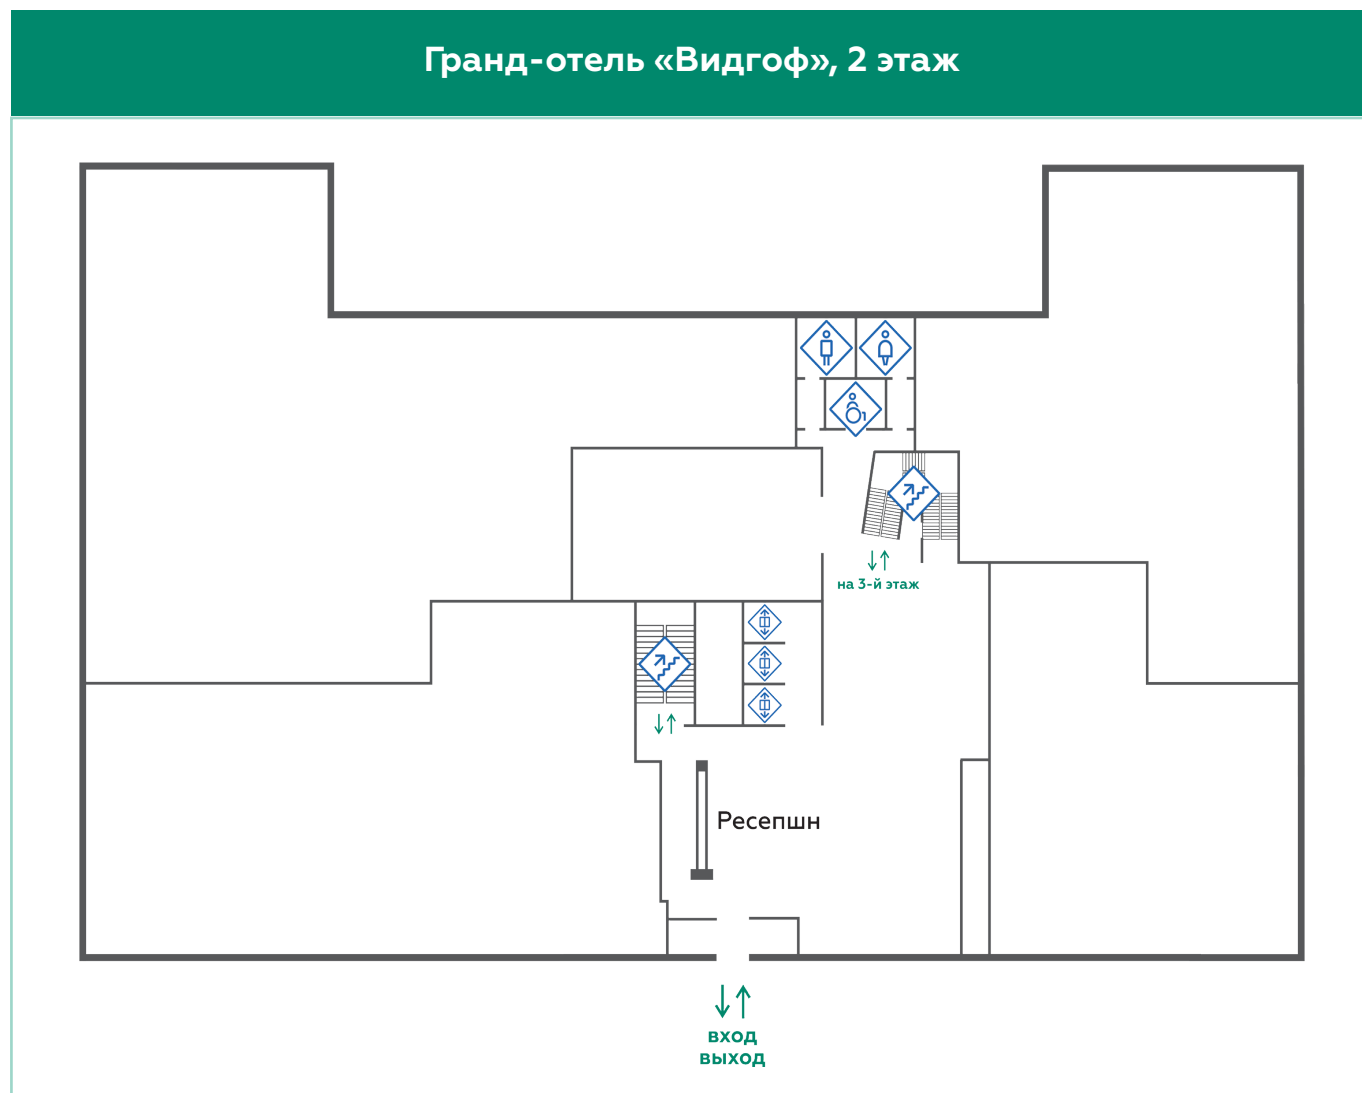 Гранд-отель «Видгоф», 2 этаж
на 3-й этаж
Ресепшн
вход
выход